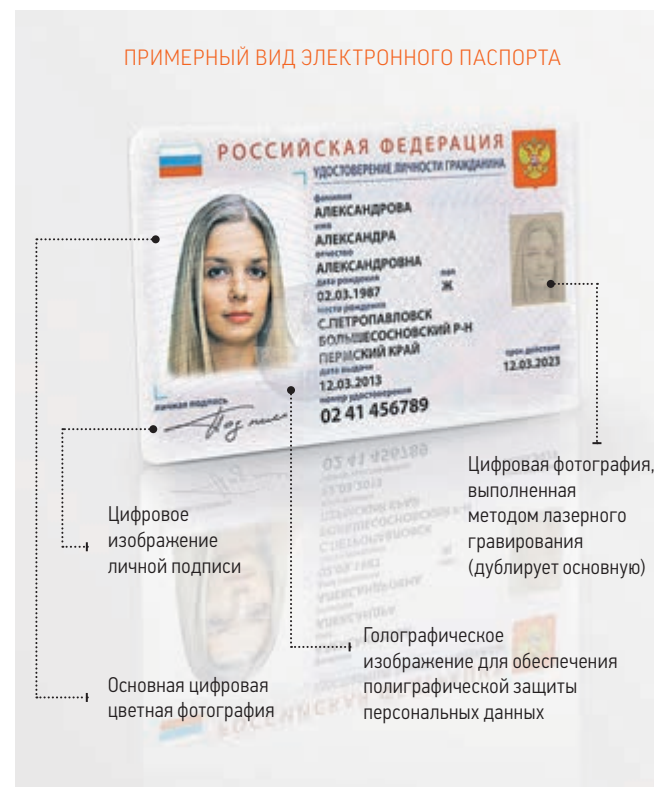 ПРИМЕРНЫЙ ВИД ЭЛЕКТРОННОГО ПАСПОРТА
РОССИЙСКАЯ ФЕДЕРАЦИЯ
УДОСТОВЕРЕНИЕ ЛИЧНОСТИ ГРАЖДАНИНА
фамилия
АЛЕКСАНДРОВА
имя
АЛЕКСАНДРА
отчество
АЛЕКСАНДРОВНА
дата рождения
пол
02.03.1987
Ж
место рождения
С.ПЕТРОПАВЛОВСК
БОЛЬШЕСОСНОВСКИЙ Р-Н
ПЕРМСКИЙ КРАЙ
дата выдачи
срок действия
12.03.2013
12.03.2023
номер удостоверения
02 41 456789
личная подпись
Цифровая фотография,
выполненная
методом лазерного
гравирования
(дублирует основную)
Цифровое
изображение
личной подписи
Голографическое
изображение для обеспечения
полиграфической защиты
персональных данных
Основная цифровая
цветная фотография